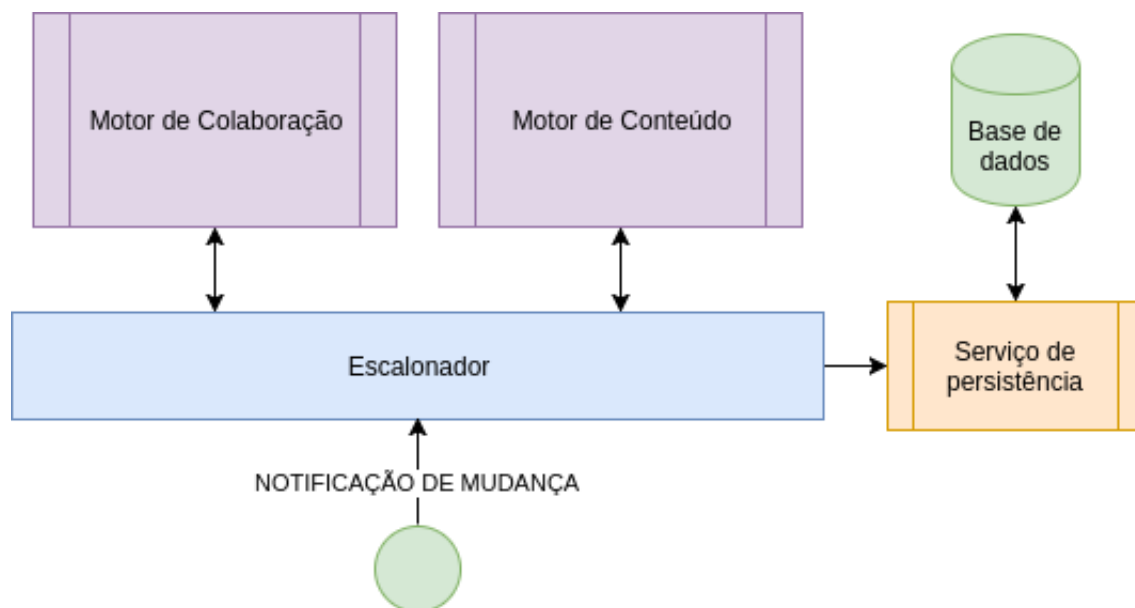 Motor de Colaboração
Motor de Conteúdo
Base de
dados
Escalonador
Serviço de
persistência
NOTIFICAÇÃO DE MUDANÇA